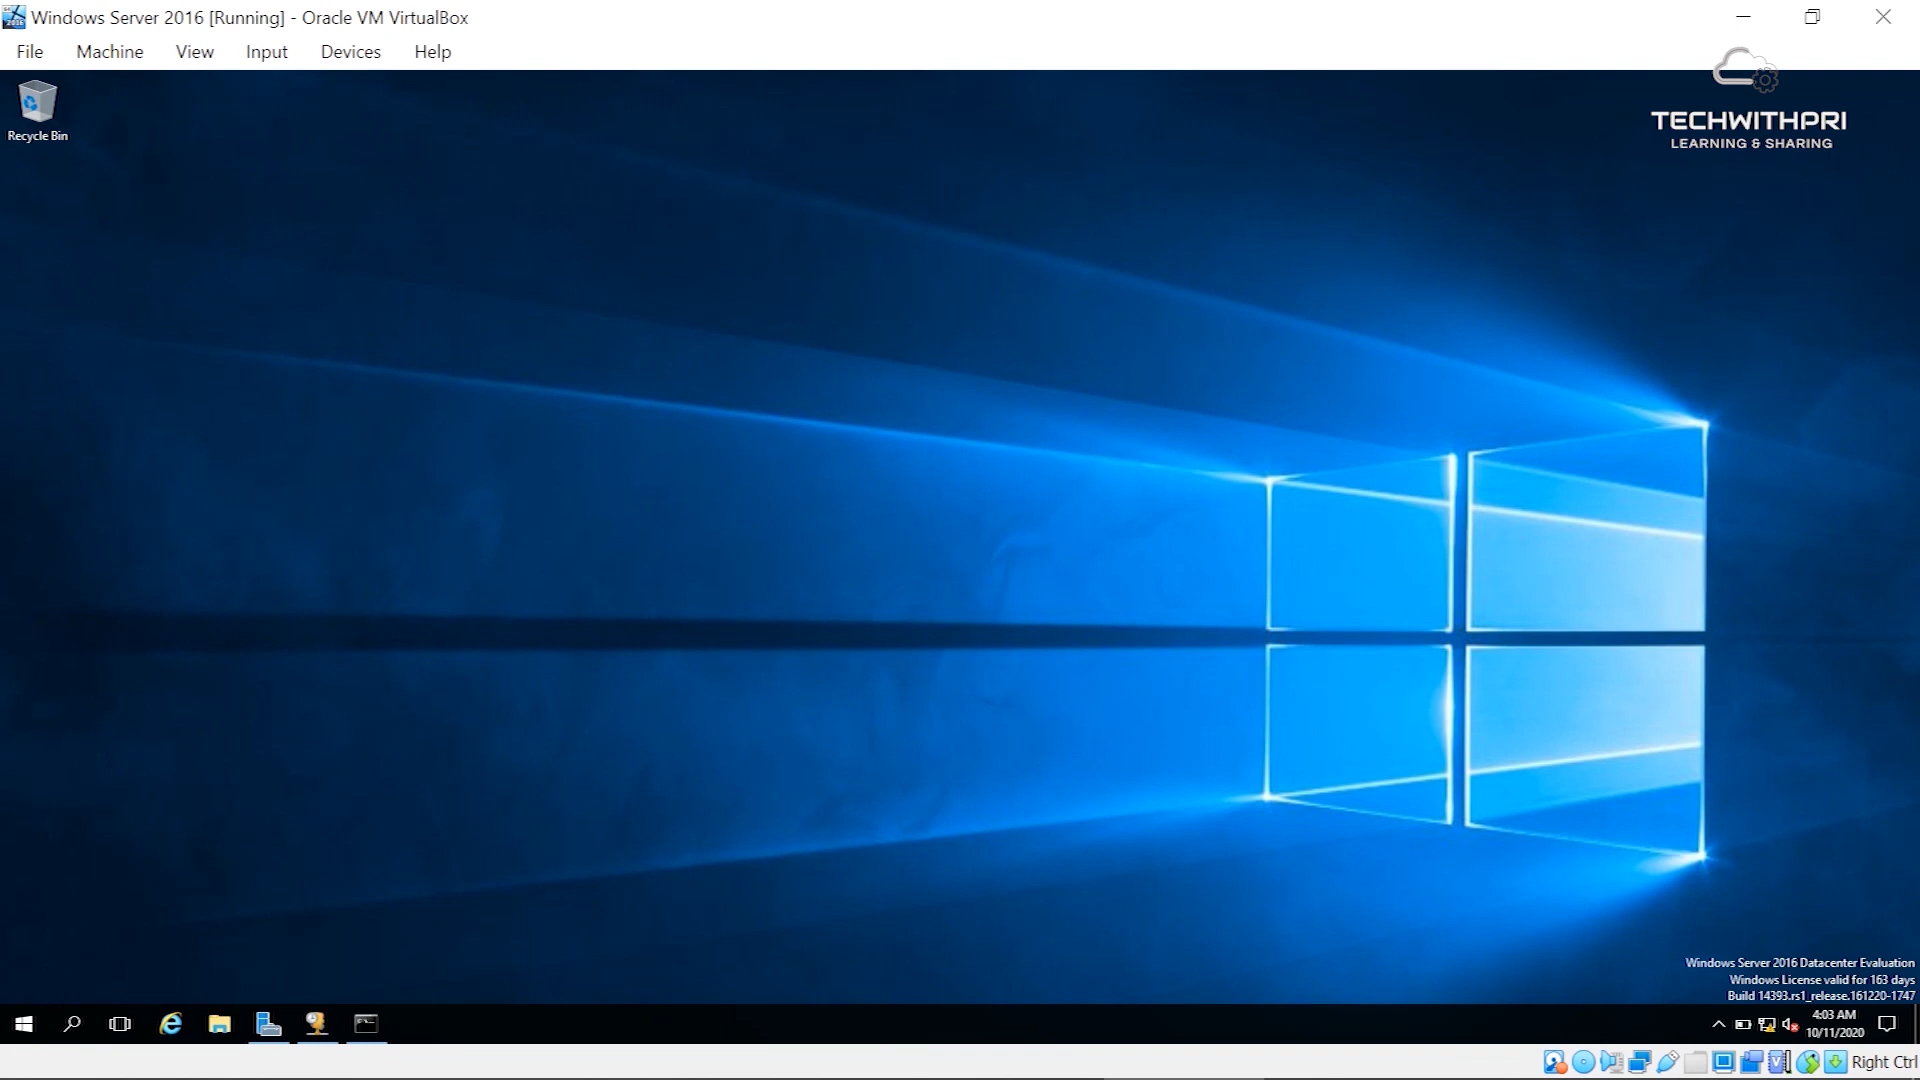 Windows Server 2016 [Running] - Oracle VM VirtualBox
File Machine View Input Devices Help
Recycle Bin
TECHWITHPRI
LEARNING & SHARING
Windows Server 2016 Datacenter Evaluation
Windows License valid for 163 days
Build 14393.rs1_release.161220-1747
4:03 AM
10/11/2020
Right Ctrl